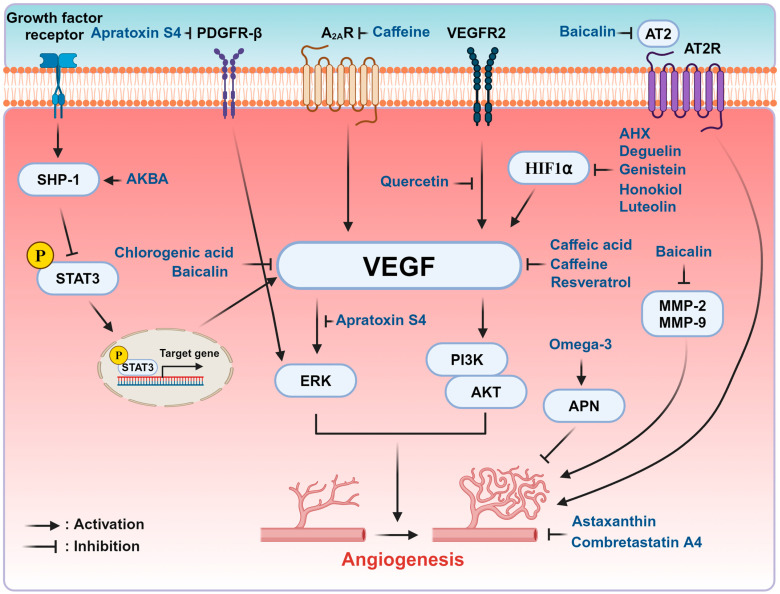 Growth factor
receptor
Apratoxin S4
PDGFR-β
A2AR
Caffeine
VEGFR2
Baicalin
AT2
AT2R
SHP-1
AKBA
Quercetin
HIF1α
AHX
Deguelin
Genistein
Honokiol
Luteolin
P
STAT3
Chlorogenic acid
Baicalin
VEGF
Caffeic acid
Caffeine
Resveratrol
Baicalin
MMP-2
MMP-9
P
STAT3
Target gene
Apratoxin S4
ERK
PI3K
AKT
Omega-3
APN
: Activation
: Inhibition
Angiogenesis
Astaxanthin
Combretastatin A4